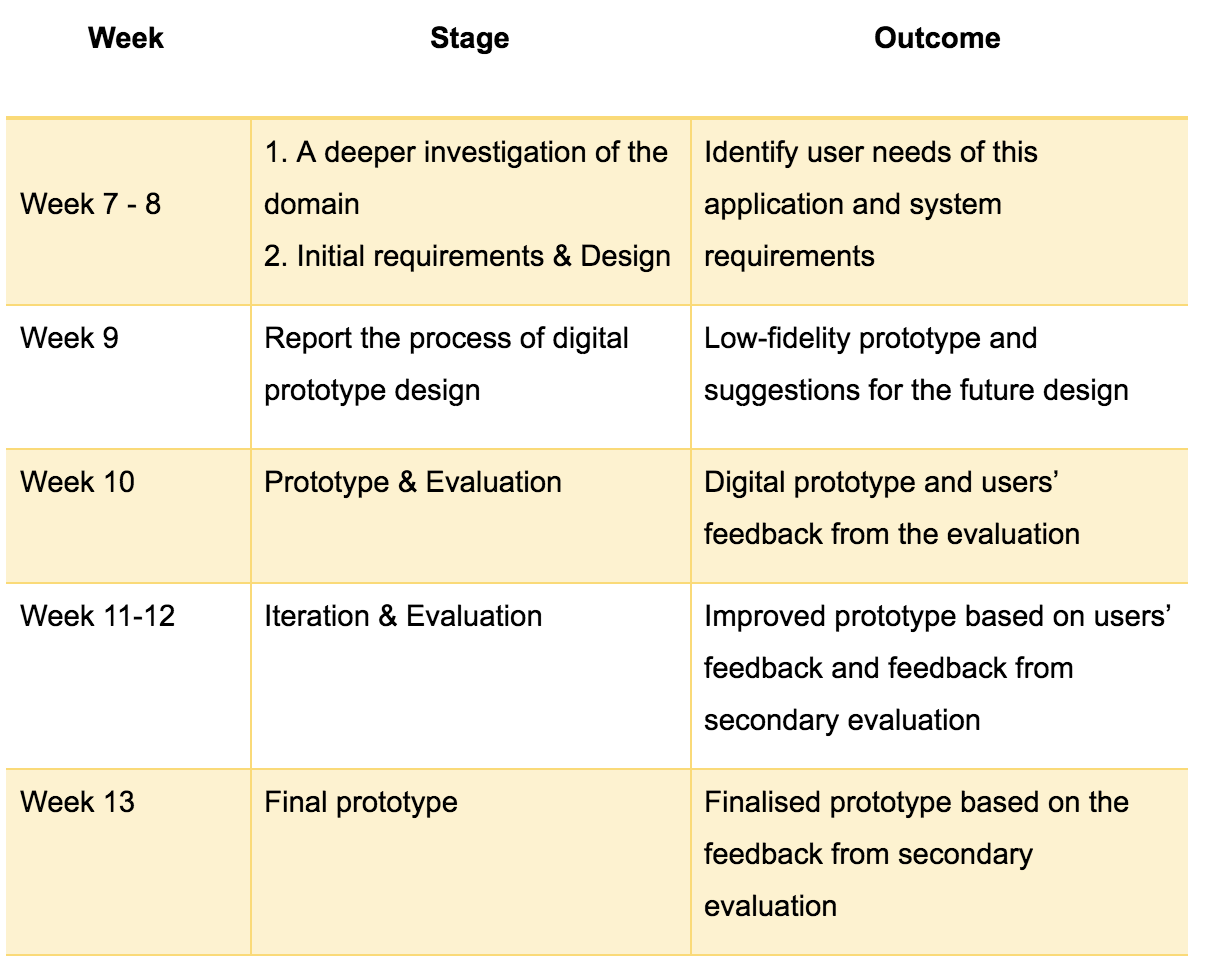 Week Stage Outcome
Week 7 - 8
1. A deeper investigation of the
domain
2. Initial requirements & Design
Identify user needs of this
application and system
requirements
Week 9
Report the process of digital
prototype design
Low-fidelity prototype and
suggestions for the future design
Week 10
Prototype & Evaluation
Digital prototype and users’
feedback from the evaluation
Week 11-12
Iteration & Evaluation
Improved prototype based on users’
feedback and feedback from
secondary evaluation
Week 13
Final prototype
Finalised prototype based on the
feedback from secondary
evaluation